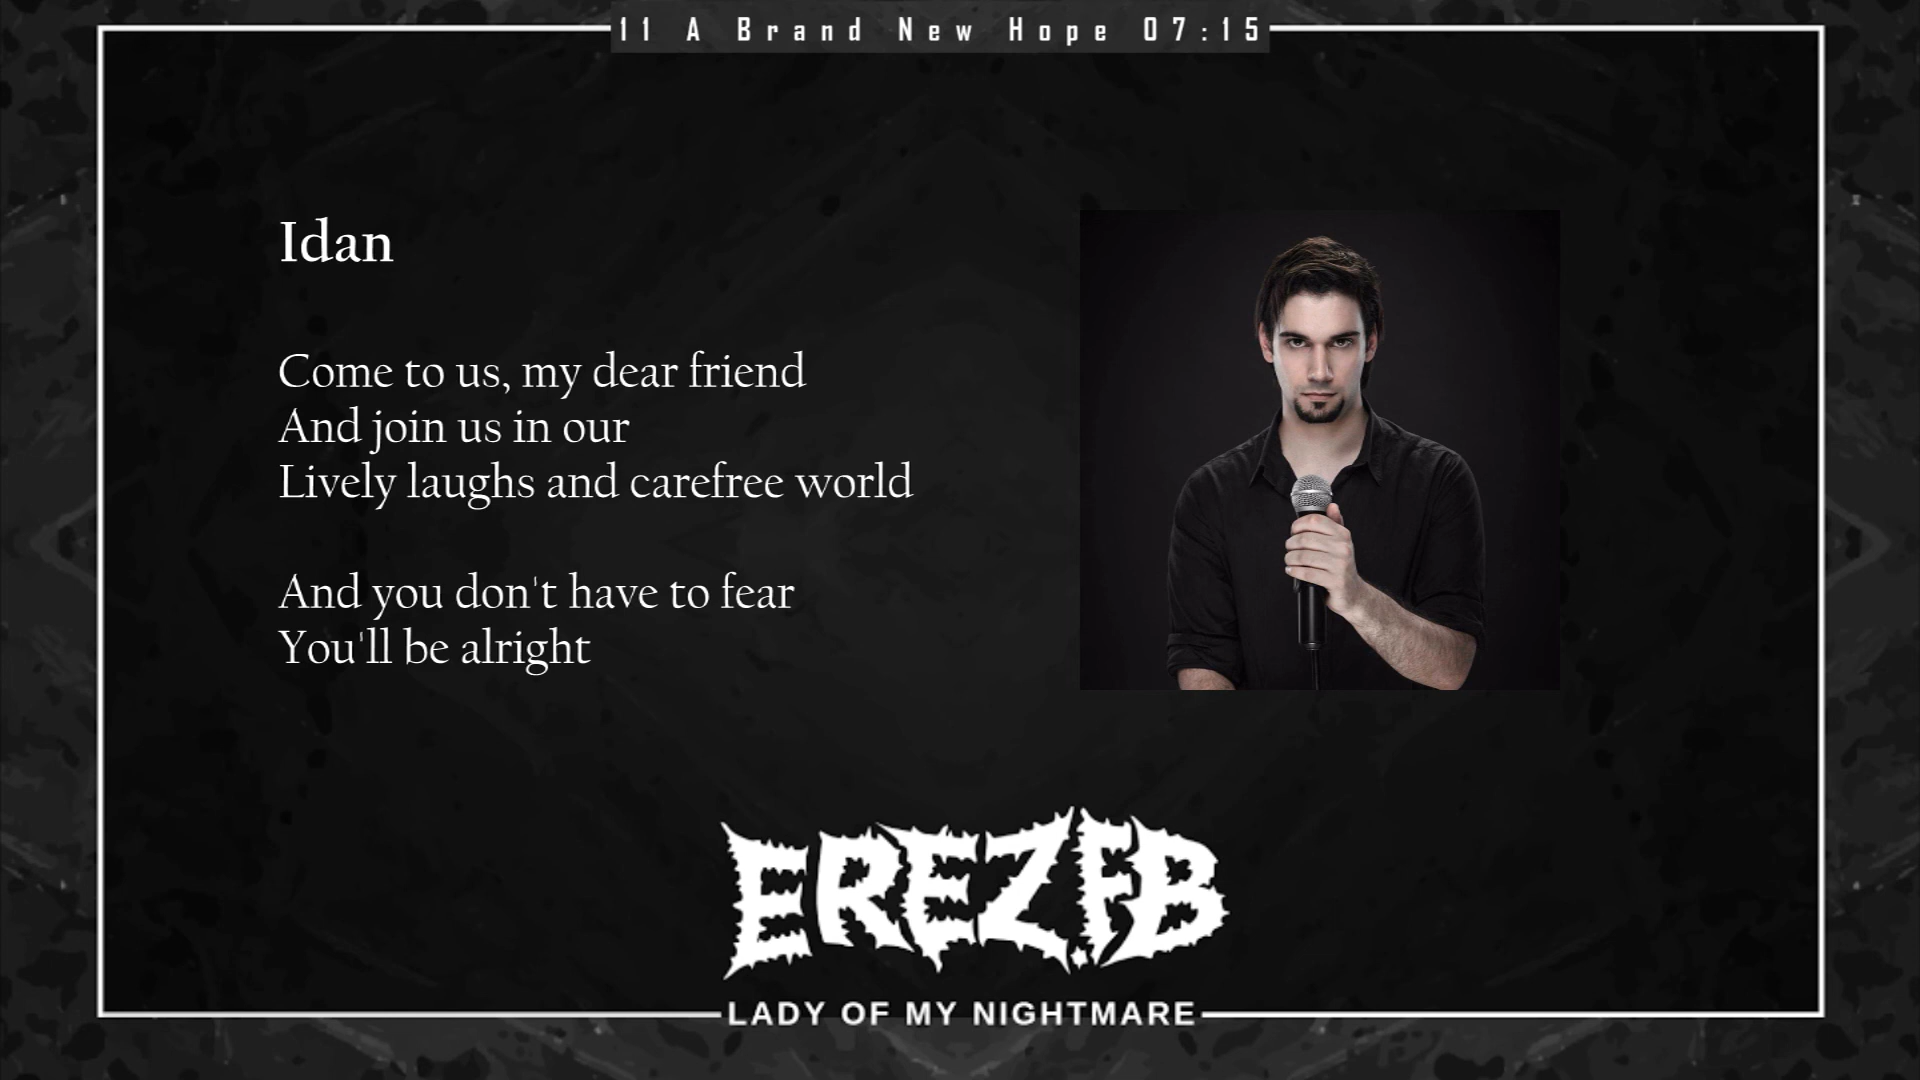 11 A Brand New Hope 07:15
Idan
Come to us, my dear friend
And join us in our
Lively laughs and carefree world
And you don't have to fear
You'll be alright
EREZ.FB
LADY OF MY NIGHTMARE